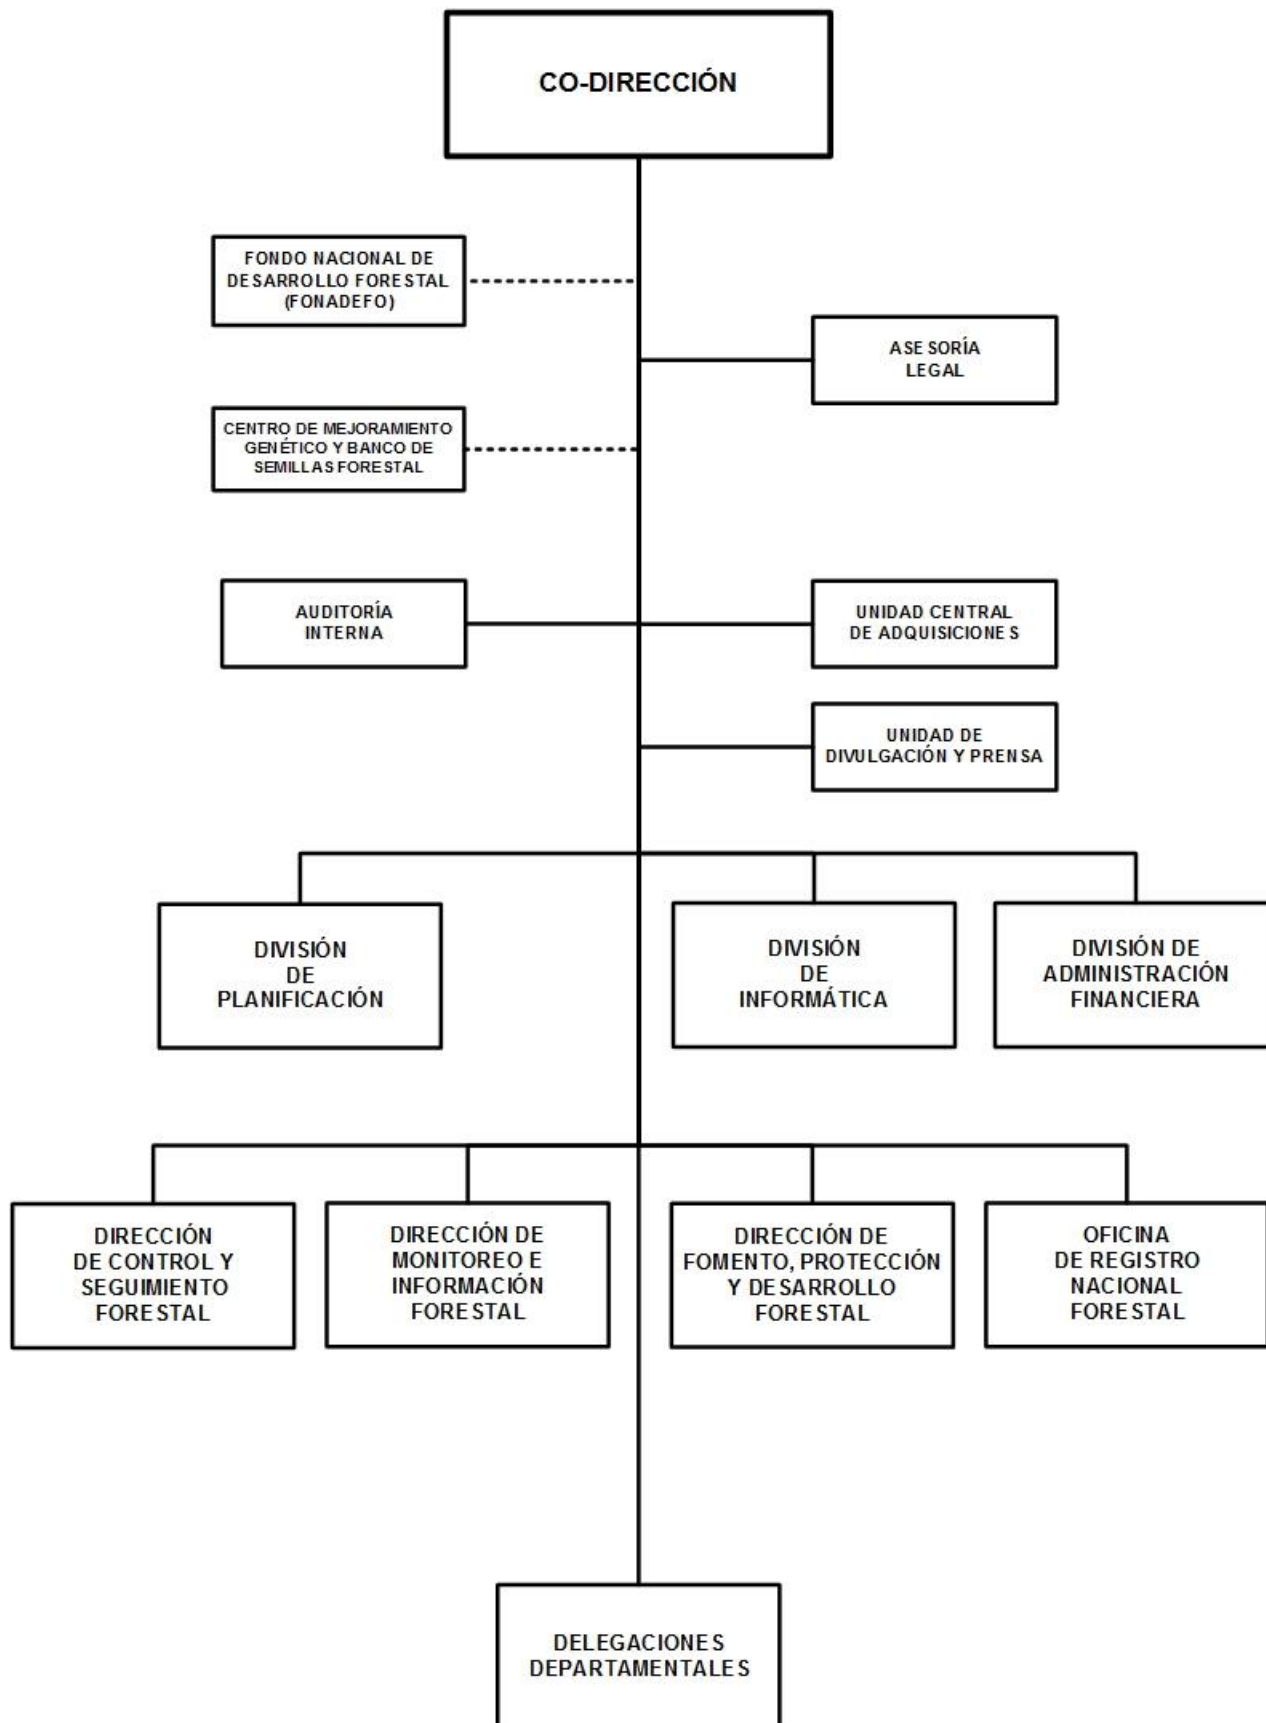 CO-DIRECCIÓN
FONDO NACIONAL DE
DESARROLLO FORESTAL
(FONADEFO)
ASESORÍA
LEGAL
CENTRO DE MEJORAMIENTO
GENÉTICO Y BANCO DE
SEMILLAS FORESTAL
AUDITORÍA
INTERNA
UNIDAD CENTRAL
DE ADQUISICIONES
UNIDAD DE
DIVULGACIÓN Y PRENSA
DIVISIÓN
DE
PLANIFICACIÓN
DIVISIÓN
DE
INFORMÁTICA
DIVISIÓN DE
ADMINISTRACIÓN
FINANCIERA
DIRECCIÓN
DE CONTROL Y
SEGUIMIENTO
FORESTAL
DIRECCIÓN DE
MONITOREO E
INFORMACIÓN
FORESTAL
DIRECCIÓN DE
FOMENTO, PROTECCIÓN
Y DESARROLLO
FORESTAL
OFICINA
DE REGISTRO
NACIONAL
FORESTAL
DELEGACIONES
DEPARTAMENTALES